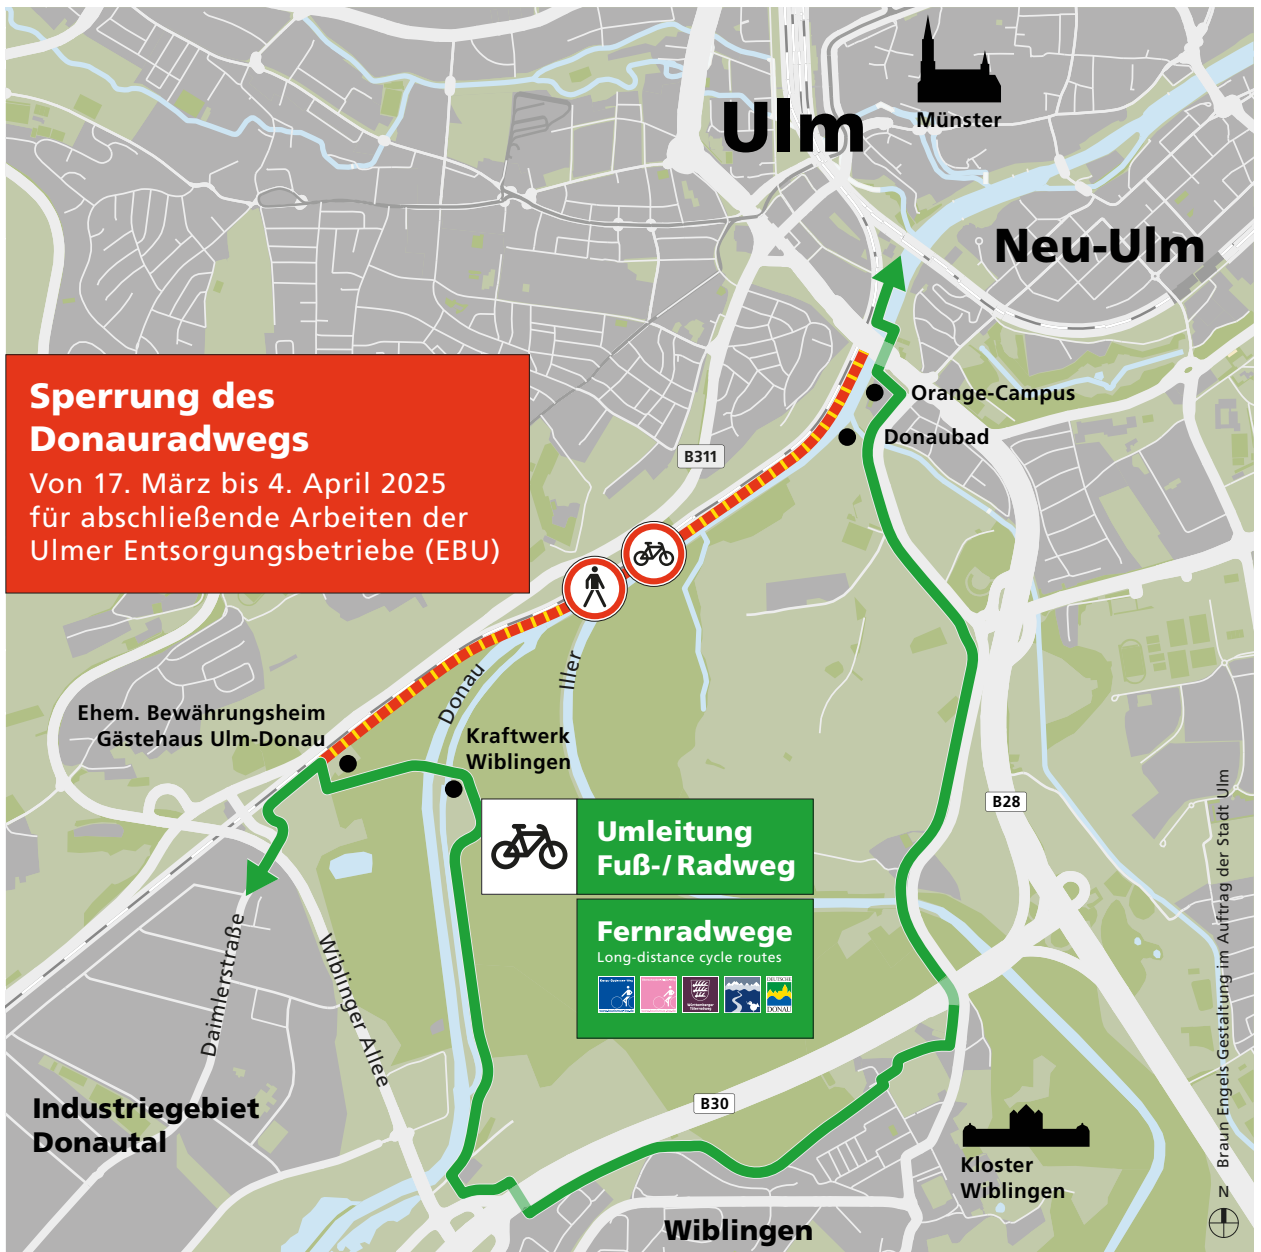 Ulm
Münster
Neu-Ulm
Sperrung des
Donauradwegs
Von 17. März bis 4. April 2025
für abschließende Arbeiten der
Ulmer Entsorgungsbetriebe (EBU)
Orange-Campus
Donaubad
B311
Donau
Iller
Ehem. Bewährungsheim
Gästehaus Ulm-Donau
Kraftwerk
Wiblingen
B28
Umleitung
Fuß-/Radweg
Fernradwege
Long-distance cycle routes
DEUTSCHE
DONAU
Daimlerstraße
Wiblinger Allee
Industriegebiet
Donautal
B30
Kloster
Wiblingen
Wiblingen
Braun Engels Gestaltung im Auftrag der Stadt Ulm
N